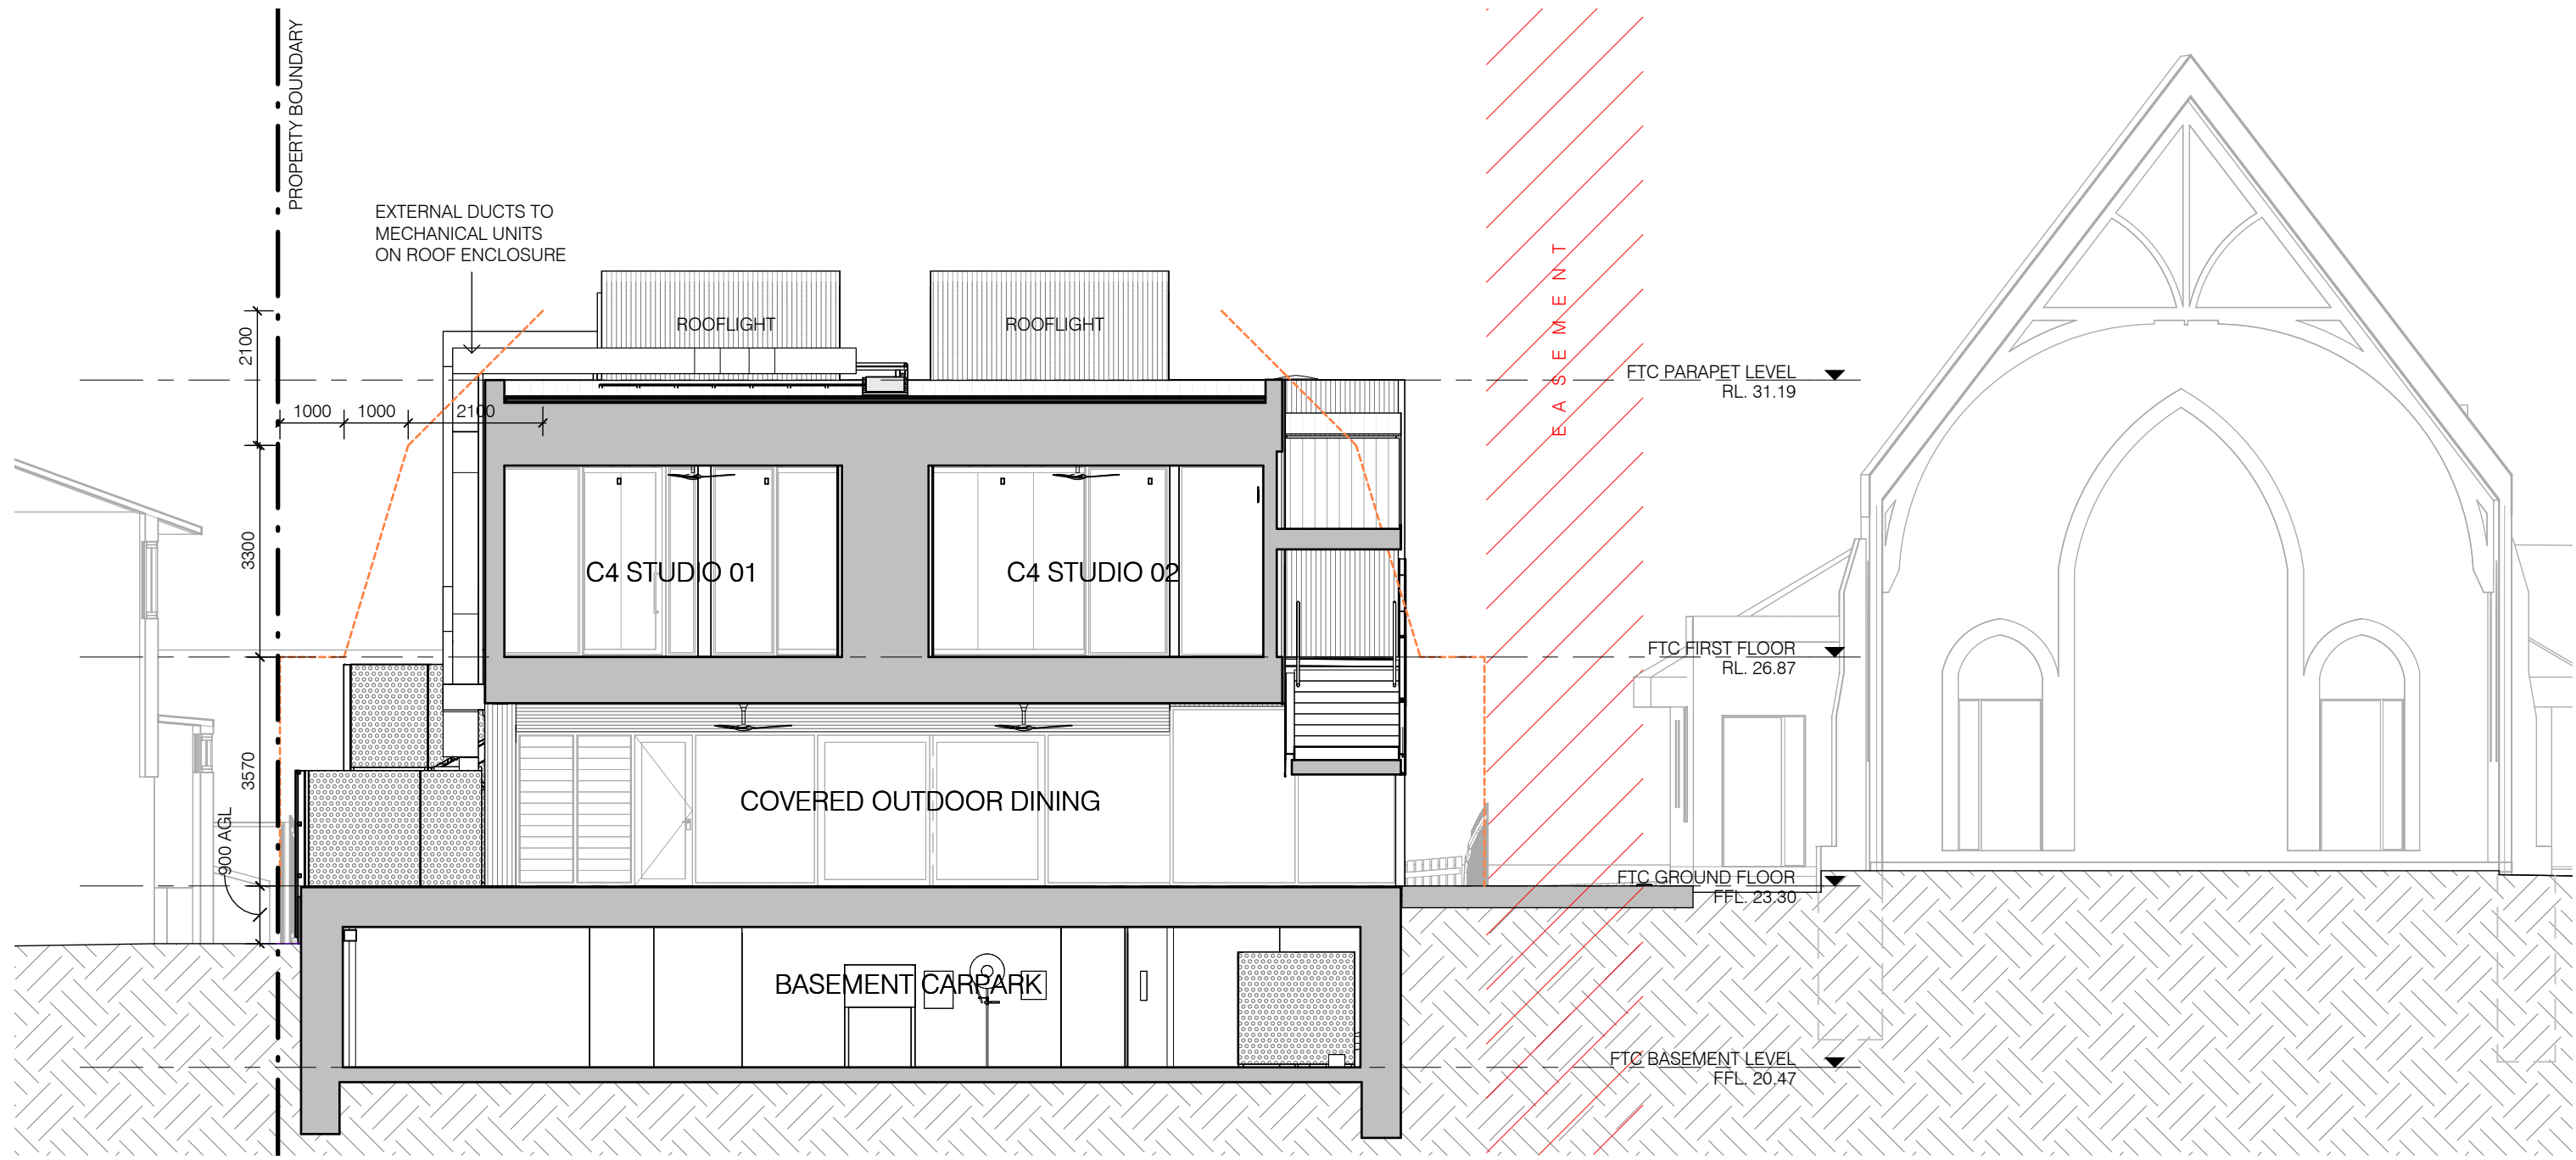 PROPERTY BOUNDARY
EXTERNAL DUCTS TO
MECHANICAL UNITS
ON ROOF ENCLOSURE
ROOFLIGHT
ROOFLIGHT
EASEMENT
2100
FTC PARAPET LEVEL
RL. 31.19
1000
1000
2100
3300
C4 STUDIO 01
C4 STUDIO 02
FTC FIRST FLOOR
RL. 26.87
3570
COVERED OUTDOOR DINING
900 AGL
FTC GROUND FLOOR
FFL. 23.30
BASEMENT CARPARK
FTC BASEMENT LEVEL
FFL. 20.47